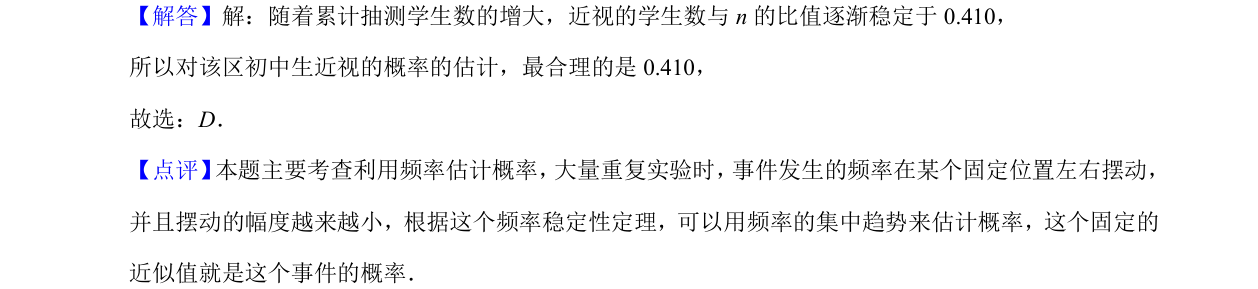 【解答】解：随着累计抽测学生数的增大，近视的学生数与 n 的比值逐渐稳定于 0.410，
所以对该区初中生近视的概率的估计，最合理的是 0.410，
故选：D．
【点评】本题主要考查利用频率估计概率，大量重复实验时，事件发生的频率在某个固定位置左右摆动，
并且摆动的幅度越来越小，根据这个频率稳定性定理，可以用频率的集中趋势来估计概率，这个固定的
近似值就是这个事件的概率．